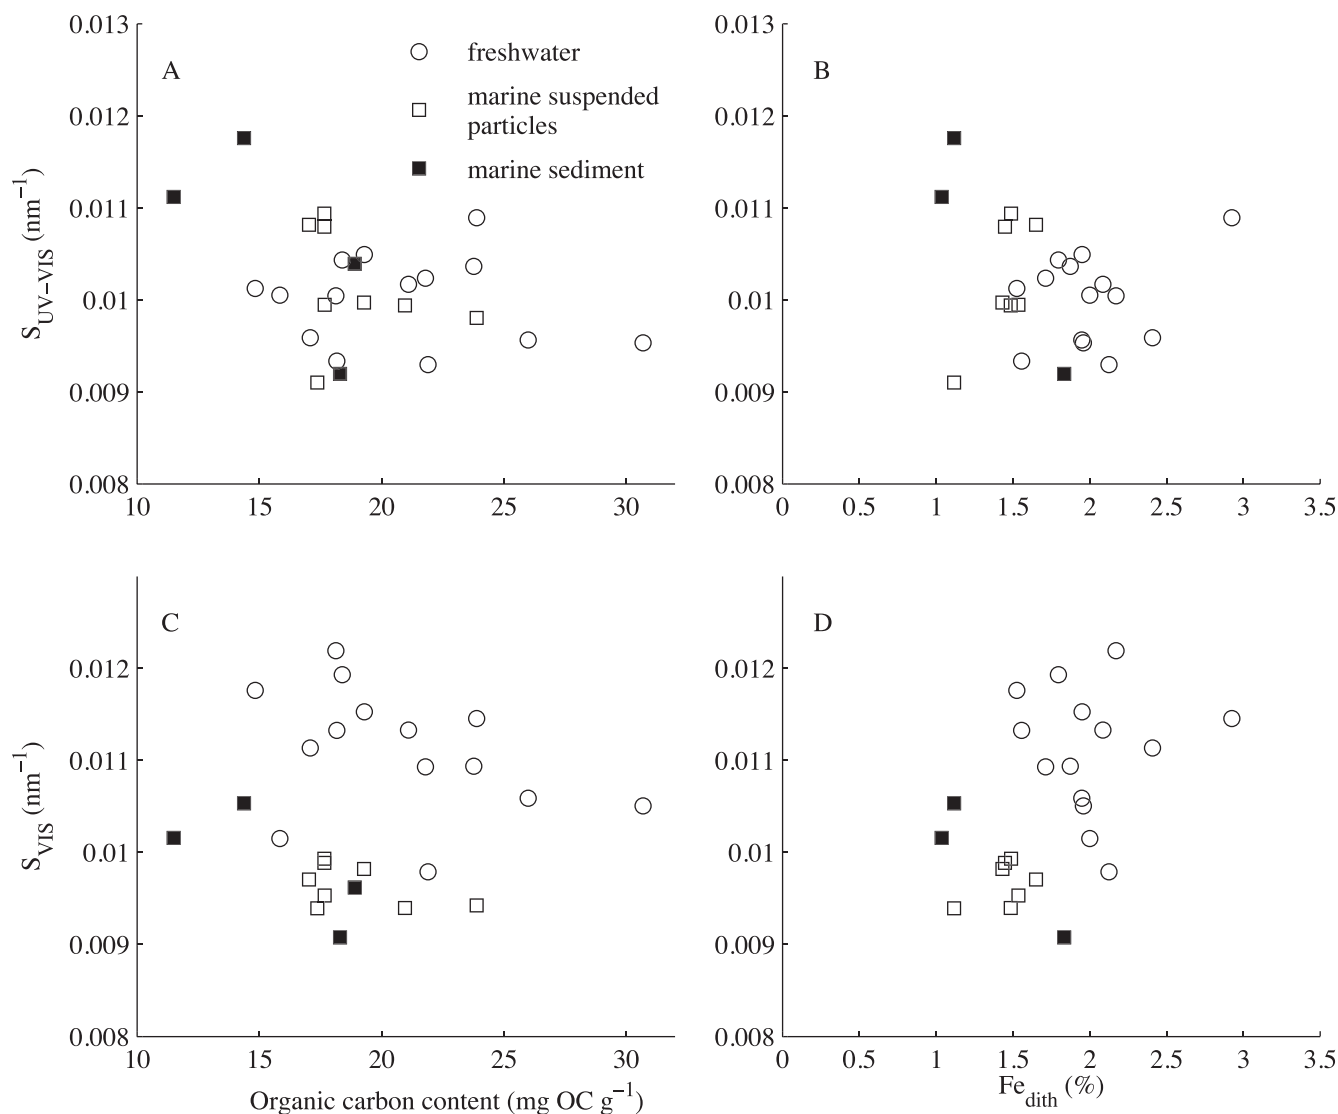 0.013
0.012
0.011
0.01
0.009
0.008
S_UV−VIS (nm⁻¹)
A
freshwater
marine suspended
particles
marine sediment
10 15 20 25 30
0.013
0.012
0.011
0.01
0.009
0.008
B
0 0.5 1 1.5 2 2.5 3 3.5
0.012
0.011
0.01
0.009
0.008
S_VIS (nm⁻¹)
C
10 15 20 25 30
Organic carbon content (mg OC g⁻¹)
0.012
0.011
0.01
0.009
0.008
D
0 0.5 1 1.5 2 2.5 3 3.5
Fe_dith (%)